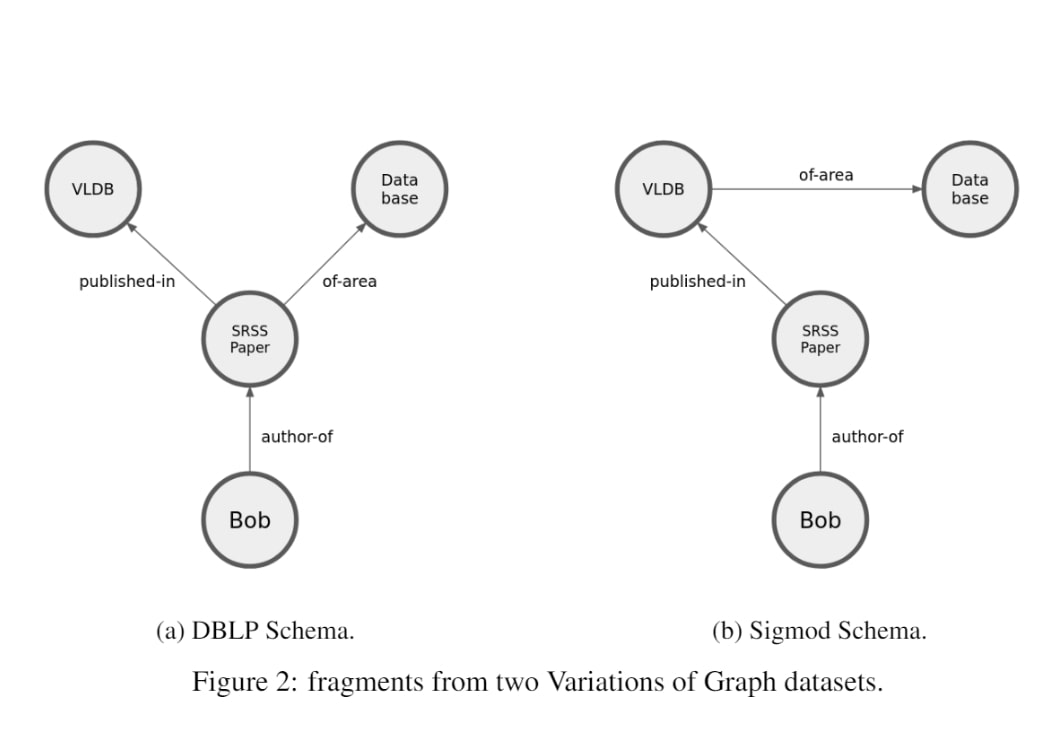 VLDB
Data
base
published-in
of-area
SRSS
Paper
author-of
Bob
(a) DBLP Schema.
VLDB
of-area
Data
base
published-in
SRSS
Paper
author-of
Bob
(b) Sigmod Schema.
Figure 2: fragments from two Variations of Graph datasets.